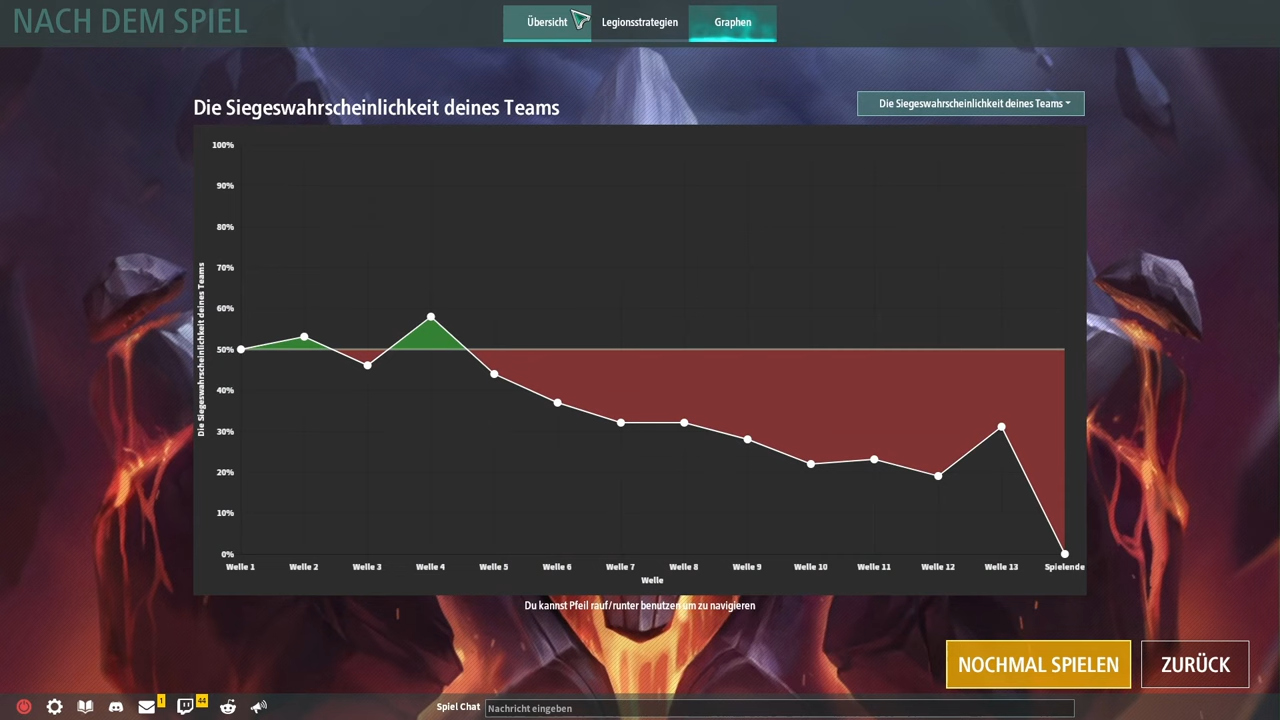 NACH DEM SPIEL
Übersicht
Legionsstrategien
Graphen
Die Siegeswahrscheinlichkeit deines Teams
Die Siegeswahrscheinlichkeit deines Teams
100%
90%
80%
70%
60%
50%
40%
30%
20%
10%
0%
Die Siegeswahrscheinlichkeit deines Teams
Welle 1
Welle 2
Welle 3
Welle 4
Welle 5
Welle 6
Welle 7
Welle 8
Welle 9
Welle 10
Welle 11
Welle 12
Welle 13
Spielende
Welle
Du kannst Pfeil rauf/runter benutzen um zu navigieren
NOCHMAL SPIELEN
ZURÜCK
1
44
Spiel Chat
Nachricht eingeben